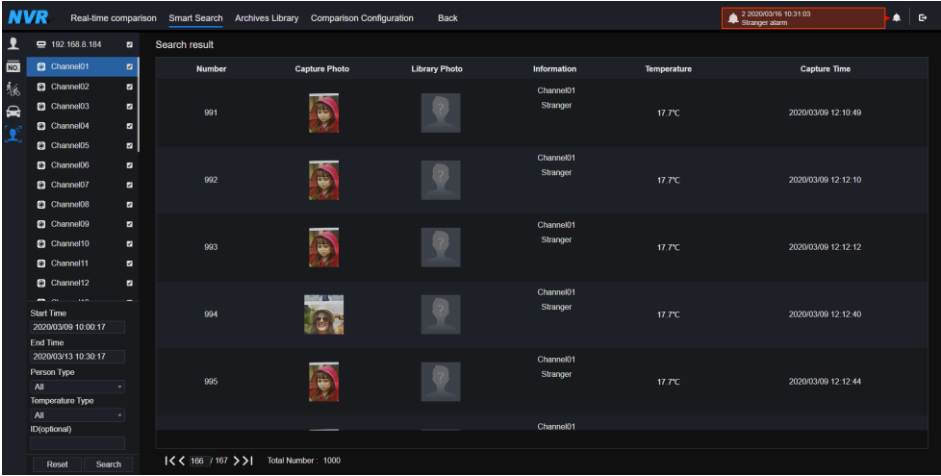 NVR Real-time comparison Smart Search Archives Library Comparison Configuration Back
2 2020/03/16 10:31:03
Stranger alarm
NO.
192.168.8.184
Channel01
Channel02
Channel03
Channel04
Channel05
Channel06
Channel07
Channel08
Channel09
Channel10
Channel11
Channel12
Start Time
2020/03/09 10:00:17
End Time
2020/03/13 10:30:17
Person Type
All
Temperature Type
All
ID(optional)
Reset Search
Search result
Number Capture Photo Library Photo Information Temperature Capture Time
Channel01
Stranger
991 ? 17.7℃ 2020/03/09 12:10:49
Channel01
Stranger
992 ? 17.7℃ 2020/03/09 12:12:10
Channel01
Stranger
993 ? 17.7℃ 2020/03/09 12:12:12
Channel01
Stranger
994 ? 17.7℃ 2020/03/09 12:12:40
Channel01
Stranger
995 ? 17.7℃ 2020/03/09 12:12:44
Channel01
166 / 167 Total Number : 1000